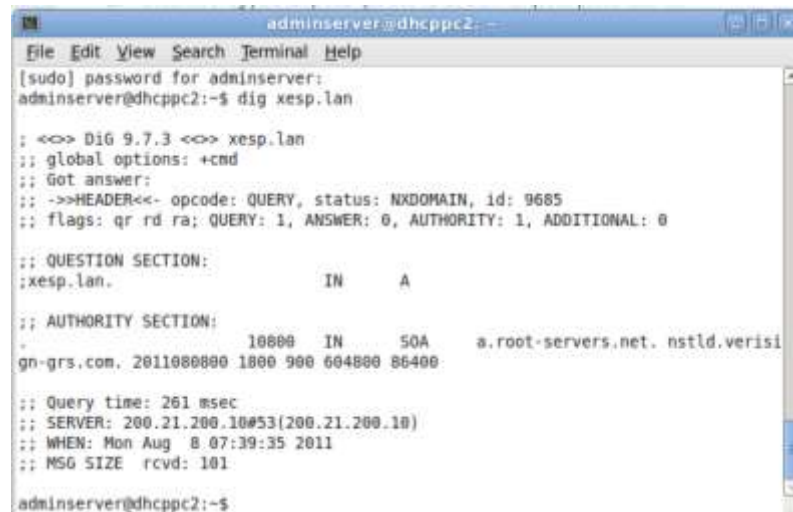 adminserver@dhcppc2: ~
File Edit View Search Terminal Help
[sudo] password for adminserver:
adminserver@dhcppc2:~$ dig xesp.lan
; <<>> DiG 9.7.3 <<>> xesp.lan
;; global options: +cmd
;; Got answer:
;; ->>HEADER<<- opcode: QUERY, status: NXDOMAIN, id: 9685
;; flags: qr rd ra; QUERY: 1, ANSWER: 0, AUTHORITY: 1, ADDITIONAL: 0
;; QUESTION SECTION:
;xesp.lan. IN A
;; AUTHORITY SECTION:
. 10800 IN SOA a.root-servers.net. nstld.verisi
gn-grs.com. 2011080800 1800 900 604800 86400
;; Query time: 261 msec
;; SERVER: 200.21.200.10#53(200.21.200.10)
;; WHEN: Mon Aug 8 07:39:35 2011
;; MSG SIZE rcvd: 101
adminserver@dhcppc2:~$